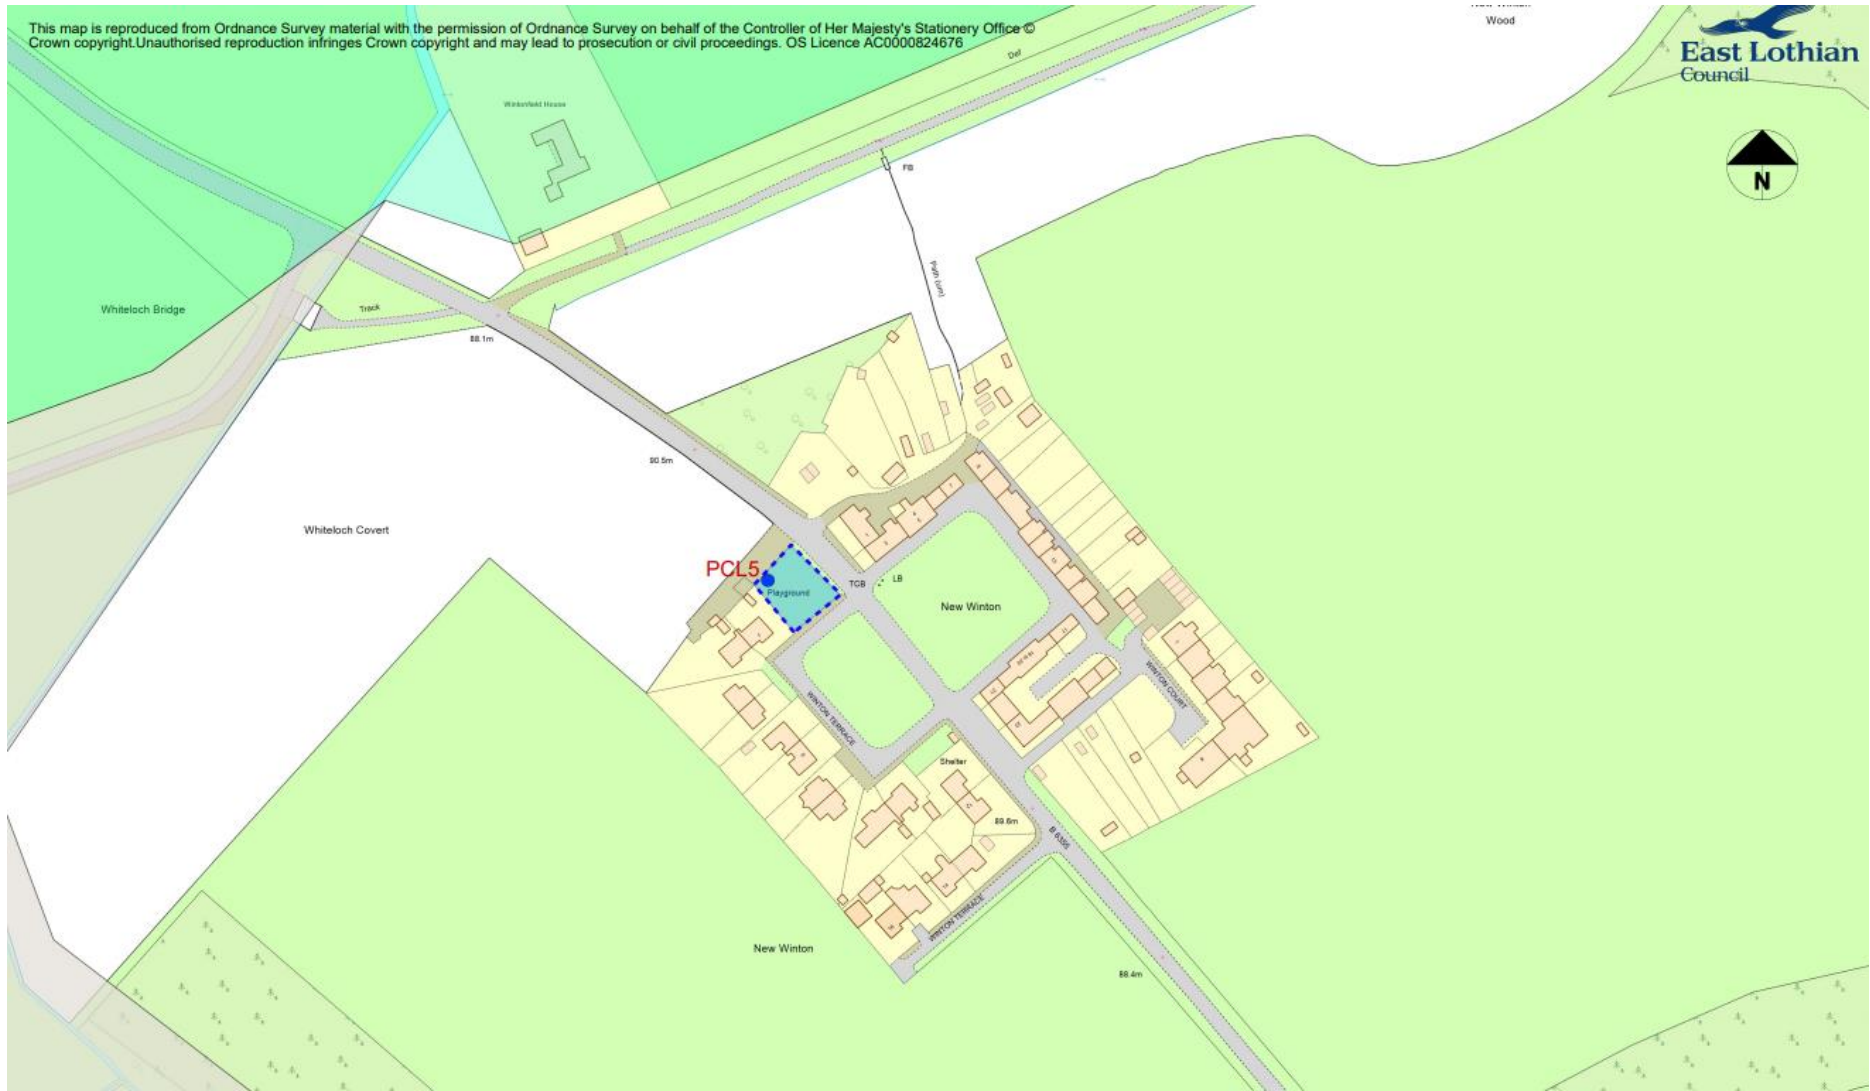 This map is reproduced from Ordnance Survey material with the permission of Ordnance Survey on behalf of the Controller of Her Majesty's Stationery Office ©
Crown copyright.Unauthorised reproduction infringes Crown copyright and may lead to prosecution or civil proceedings. OS Licence AC0000824676
Wood
East Lothian
Council
Def
Wintonfield House
FB
N
Path (um)
Whiteloch Bridge
Track
88.1m
90.5m
Whiteloch Covert
PCL5
Playground
TCB
LB
New Winton
WINTON COURT
WINTON TERRACE
Shelter
89.6m
B 6355
WINTON TERRACE
New Winton
88.4m